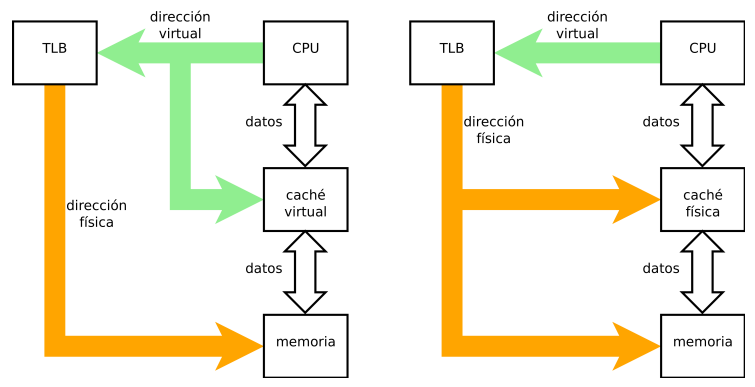 dirección
virtual
TLB
CPU
datos
dirección
física
caché
virtual
datos
memoria
dirección
virtual
TLB
CPU
dirección
física
datos
caché
física
datos
memoria